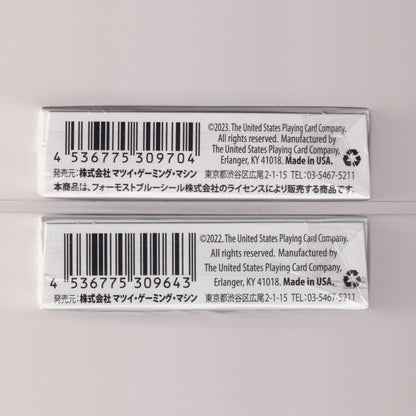 ©2023. The United States Playing Card Company.
All rights reserved. Manufactured by
The United States Playing Card Company,
Erlanger, KY 41018. Made in USA.
4 536775 309704
発売元:株式会社 マツイ・ゲーミング・マシン 東京都渋谷区広尾2-1-15 TEL:03-5467-5211
本商品は、フォーモストブルーシール株式会社のライセンスにより販売する商品です。
©2022. The United States Playing Card Company,
All rights reserved. Manufactured by
The United States Playing Card Company,
Erlanger, KY 41018. Made in USA.
4 536775 309643
発売元:株式会社 マツイ・ゲーミング・マシン 東京都渋谷区広尾2-1-15 TEL:03-5467-5211